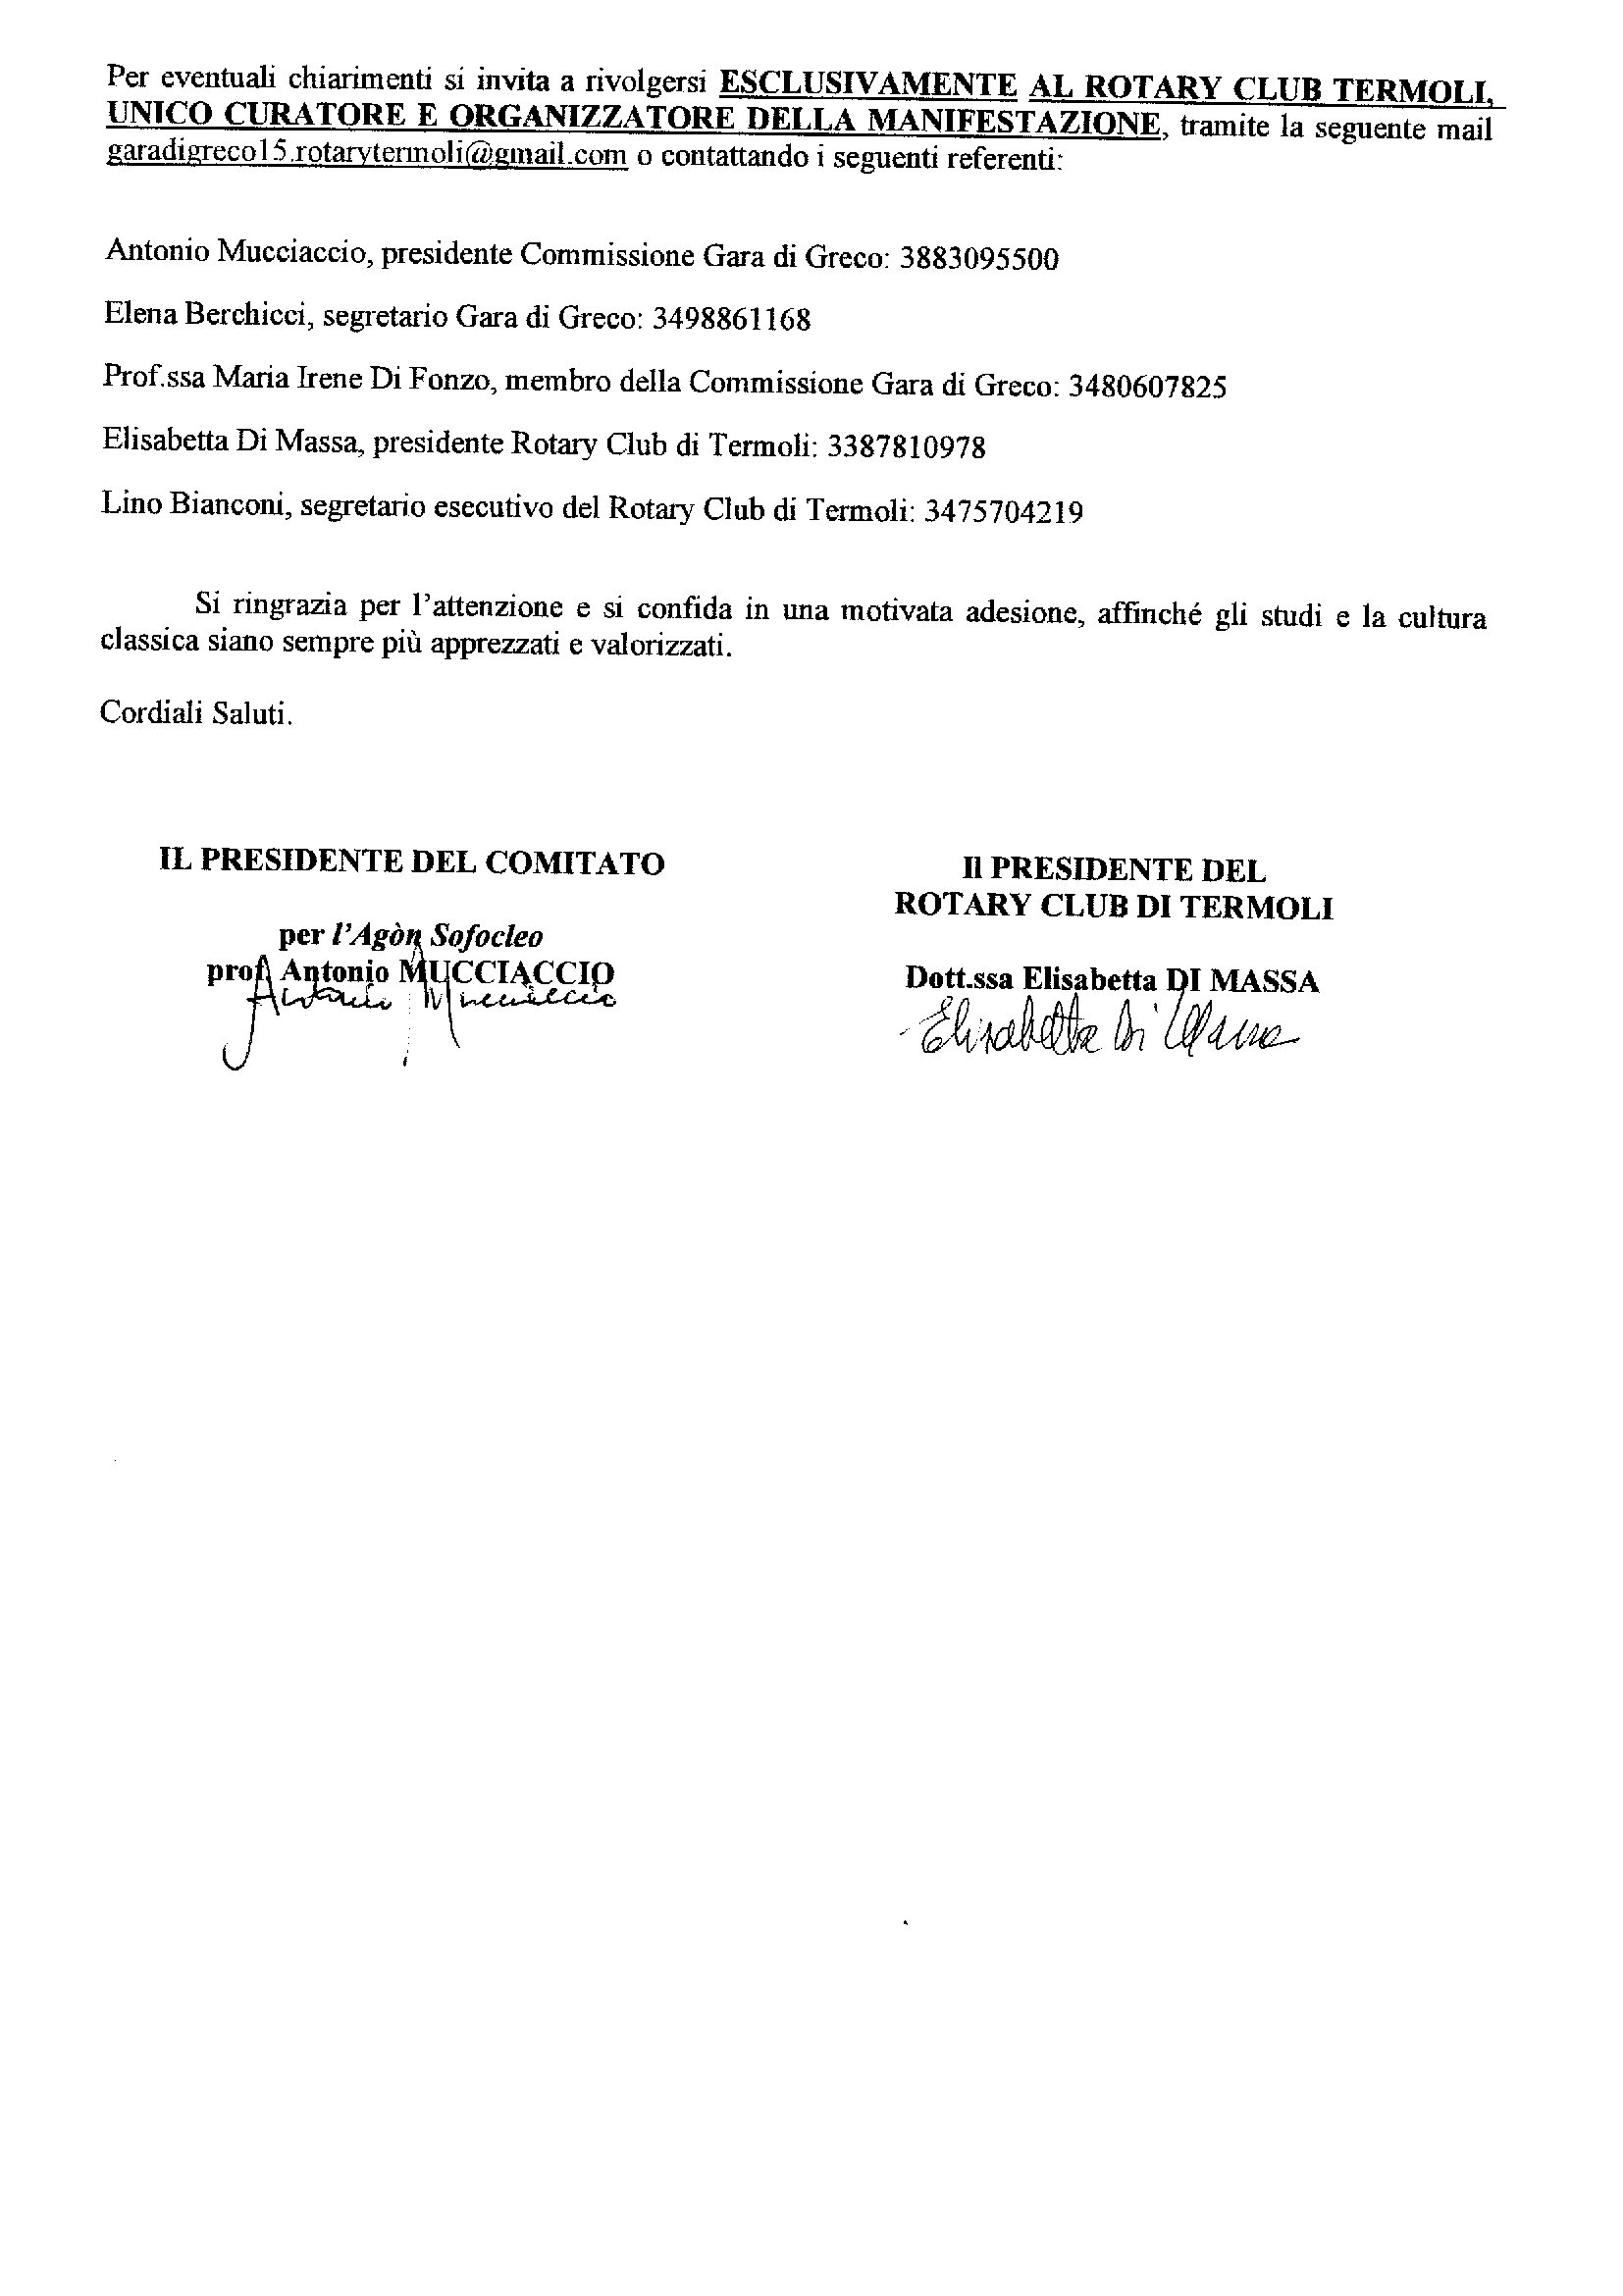 Per eventuali chiarimenti si invita a rivolgersi ESCLUSIVAMENTE AL ROTARY CLUB TERMOLI,
UNICO CURATORE E ORGANIZZATORE DELLA MANIFESTAZIONE, tramite la seguente mail
garadigreco15.rotarytermoli@gmail.com o contattando i seguenti referenti:
Antonio Mucciaccio, presidente Commissione Gara di Greco: 3883095500
Elena Berchicci, segretario Gara di Greco: 3498861168
Prof.ssa Maria Irene Di Fonzo, membro della Commissione Gara di Greco: 3480607825
Elisabetta Di Massa, presidente Rotary Club di Termoli: 3387810978
Lino Bianconi, segretario esecutivo del Rotary Club di Termoli: 3475704219
Si ringrazia per l’attenzione e si confida in una motivata adesione, affinché gli studi e la cultura
classica siano sempre più apprezzati e valorizzati.
Cordiali Saluti.
IL PRESIDENTE DEL COMITATO
per l’Agòn Sofocleo
prof. Antonio MUCCIACCIO
Antonio Mucciaccio
Il PRESIDENTE DEL
ROTARY CLUB DI TERMOLI
Dott.ssa Elisabetta DI MASSA
Elisabetta Di Massa